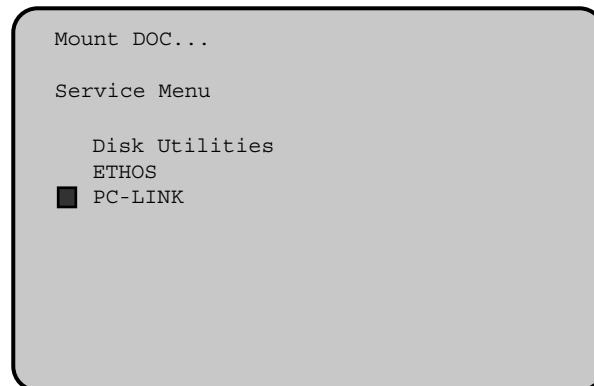 Mount DOC...
Service Menu
Disk Utilities
ETHOS
PC-LINK